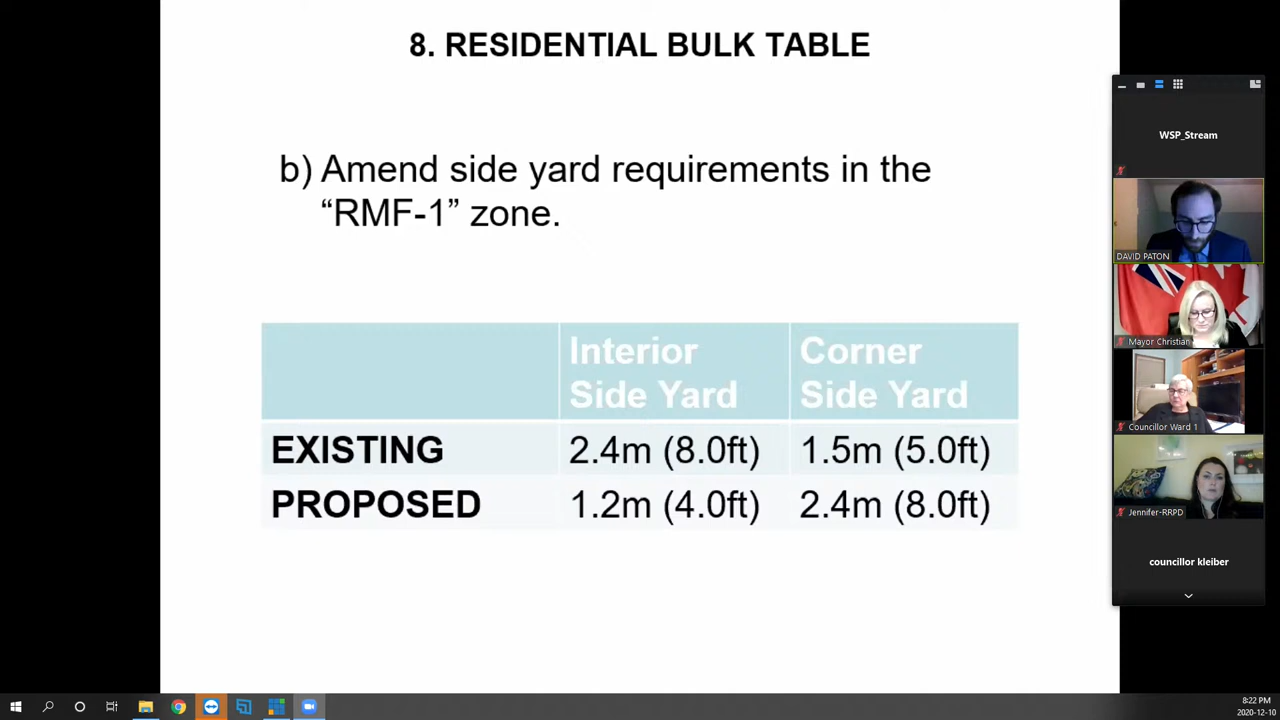 8. RESIDENTIAL BULK TABLE
b) Amend side yard requirements in the
“RMF-1” zone.
Interior
Side Yard
Corner
Side Yard
EXISTING
2.4m (8.0ft)
1.5m (5.0ft)
PROPOSED
1.2m (4.0ft)
2.4m (8.0ft)
WSP_Stream
DAVID PATON
Mayor Christian
Councillor Ward 1
Jennifer-RRPD
councillor kleiber
8:22 PM
2020-12-10